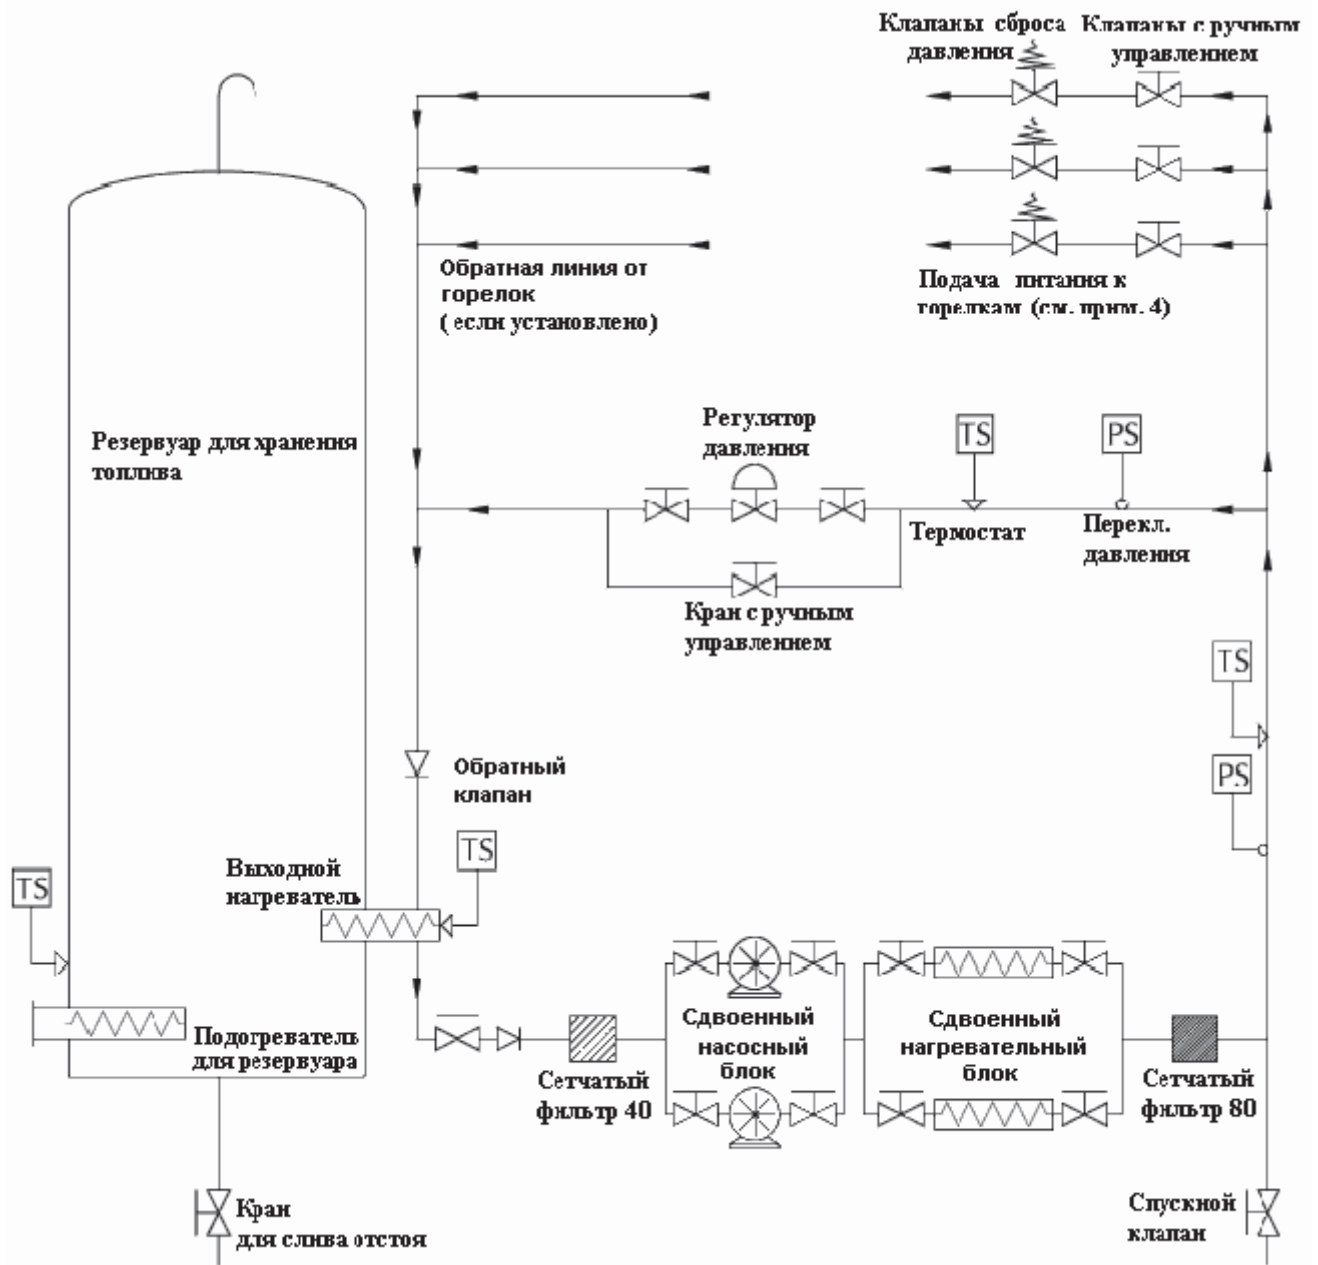 Клапаны сброса
давления
Клапаны с ручным
управлением
Обратная линия от
горелок
( если установлено)
Подача питания к
горелкам (см. прим. 4)
Резервуар для хранения
топлива
Регулятор
давления
TS
PS
Термостат
Перекл.
давления
Кран с ручным
управлением
TS
PS
Обратный
клапан
TS
Выходной
нагреватель
TS
Подогреватель
для резервуара
Сетчатый
фильтр 40
Сдвоенный
насосный
блок
Сдвоенный
нагревательный
блок
Сетчатый
фильтр 80
Кран
для слива отстоя
Спускной
клапан